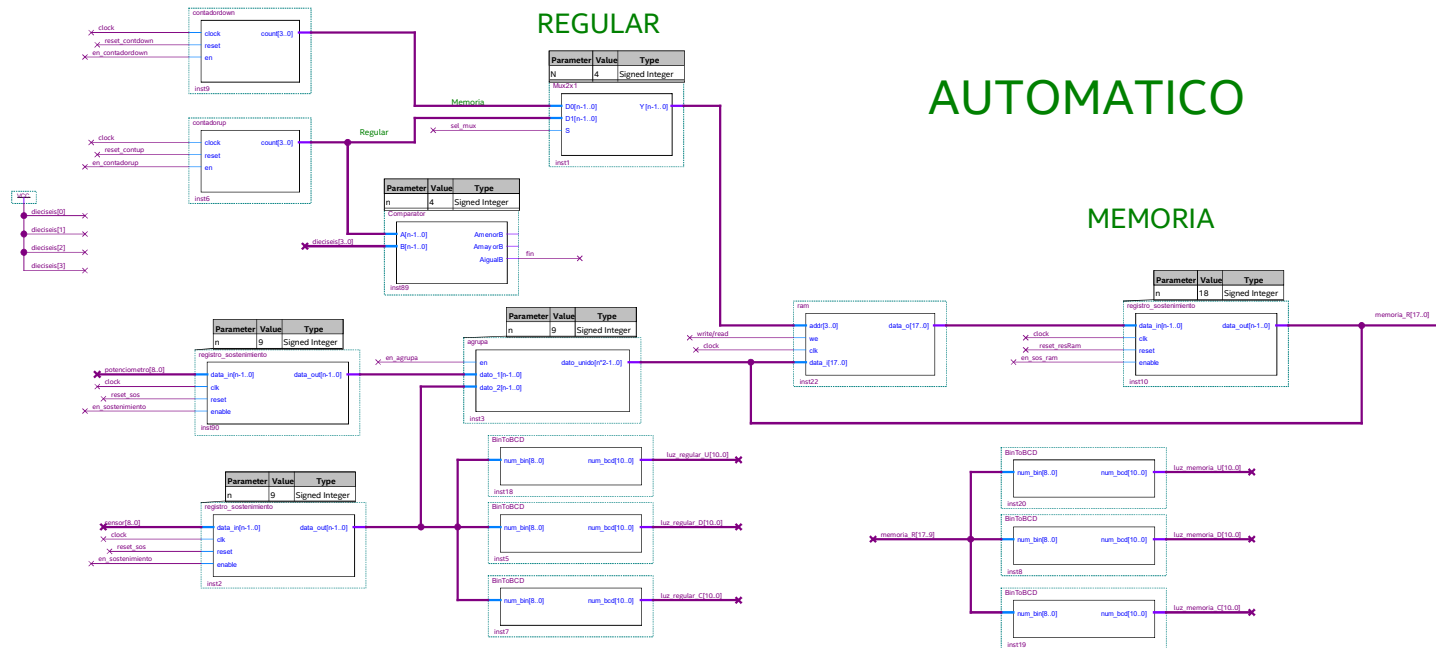 REGULAR
AUTOMATICO
MEMORIA
contadordown
clock
reset_contdown
en_contadordown
clock
reset
en
count[3..0]
inst9
contadorup
clock
reset_contup
en_contadorup
clock
reset
en
count[3..0]
inst6
Memoria
Regular
sel_mux
Parameter Value Type
N 4 Signed Integer
Mux2x1
D0[n-1..0]
D1[n-1..0]
S
Y[n-1..0]
inst1
VCC
dieciseis[0]
dieciseis[1]
dieciseis[2]
dieciseis[3]
Parameter Value Type
n 4 Signed Integer
Comparator
dieciseis[3..0]
A[n-1..0]
B[n-1..0]
AmenorB
AmayorB
AigualB
fin
inst89
Parameter Value Type
n 9 Signed Integer
registro_sostenimiento
potenciometro[8..0]
clock
reset_sos
en_sostenimiento
data_in[n-1..0]
clk
reset
enable
data_out[n-1..0]
inst90
Parameter Value Type
n 9 Signed Integer
agrupa
en_agrupa
en
dato_1[n-1..0]
dato_2[n-1..0]
dato_unido[n*2-1..0]
inst3
ram
write/read
clock
addr[3..0]
we
clk
data_i[17..0]
data_o[17..0]
inst22
Parameter Value Type
n 18 Signed Integer
registro_sostenimiento
clock
reset_resRam
en_sos_ram
data_in[n-1..0]
clk
reset
enable
data_out[n-1..0]
inst10
memoria_R[17..0]
Parameter Value Type
n 9 Signed Integer
registro_sostenimiento
sensor[8..0]
clock
reset_sos
en_sostenimiento
data_in[n-1..0]
clk
reset
enable
data_out[n-1..0]
inst2
BinToBCD
num_bin[8..0]
num_bcd[10..0]
luz_regular_U[10..0]
inst18
BinToBCD
num_bin[8..0]
num_bcd[10..0]
luz_regular_D[10..0]
inst5
BinToBCD
num_bin[8..0]
num_bcd[10..0]
luz_regular_C[10..0]
inst7
memoria_R[17..9]
BinToBCD
num_bin[8..0]
num_bcd[10..0]
luz_memoria_U[10..0]
inst20
BinToBCD
num_bin[8..0]
num_bcd[10..0]
luz_memoria_D[10..0]
inst8
BinToBCD
num_bin[8..0]
num_bcd[10..0]
luz_memoria_C[10..0]
inst19